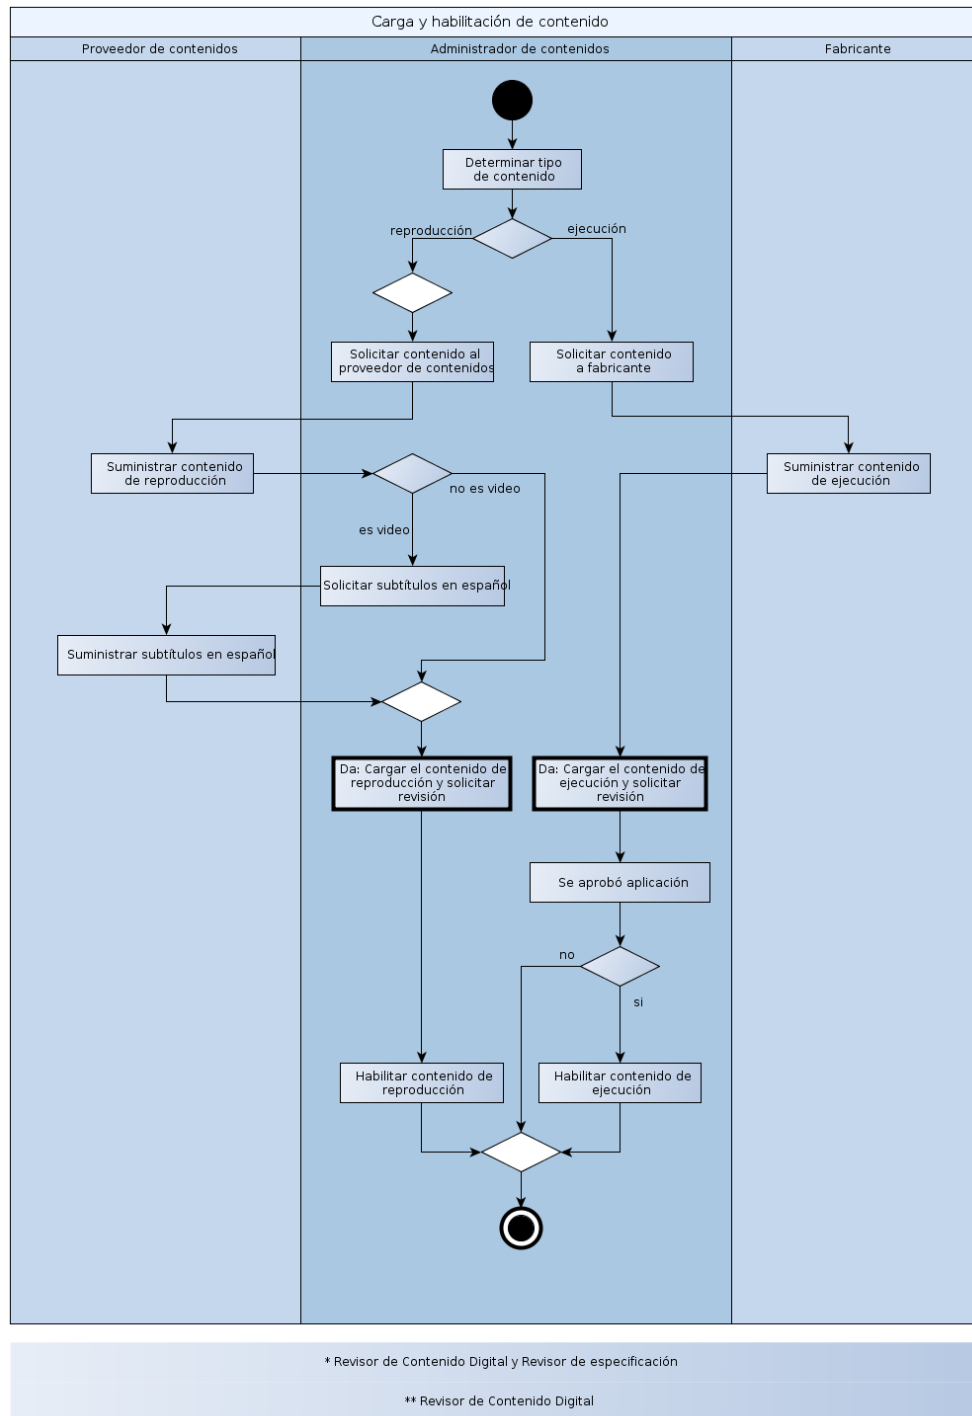 Carga y habilitación de contenido
Proveedor de contenidos
Administrador de contenidos
Fabricante
Determinar tipo
de contenido
reproducción
ejecución
Solicitar contenido al
proveedor de contenidos
Solicitar contenido
a fabricante
Suministrar contenido
de reproducción
Suministrar contenido
de ejecución
no es video
es video
Solicitar subtítulos en español
Suministrar subtítulos en español
Da: Cargar el contenido de
reproducción y solicitar
revisión
Da: Cargar el contenido de
ejecución y solicitar
revisión
Se aprobó aplicación
no
si
Habilitar contenido de
reproducción
Habilitar contenido de
ejecución
* Revisor de Contenido Digital y Revisor de especificación
** Revisor de Contenido Digital